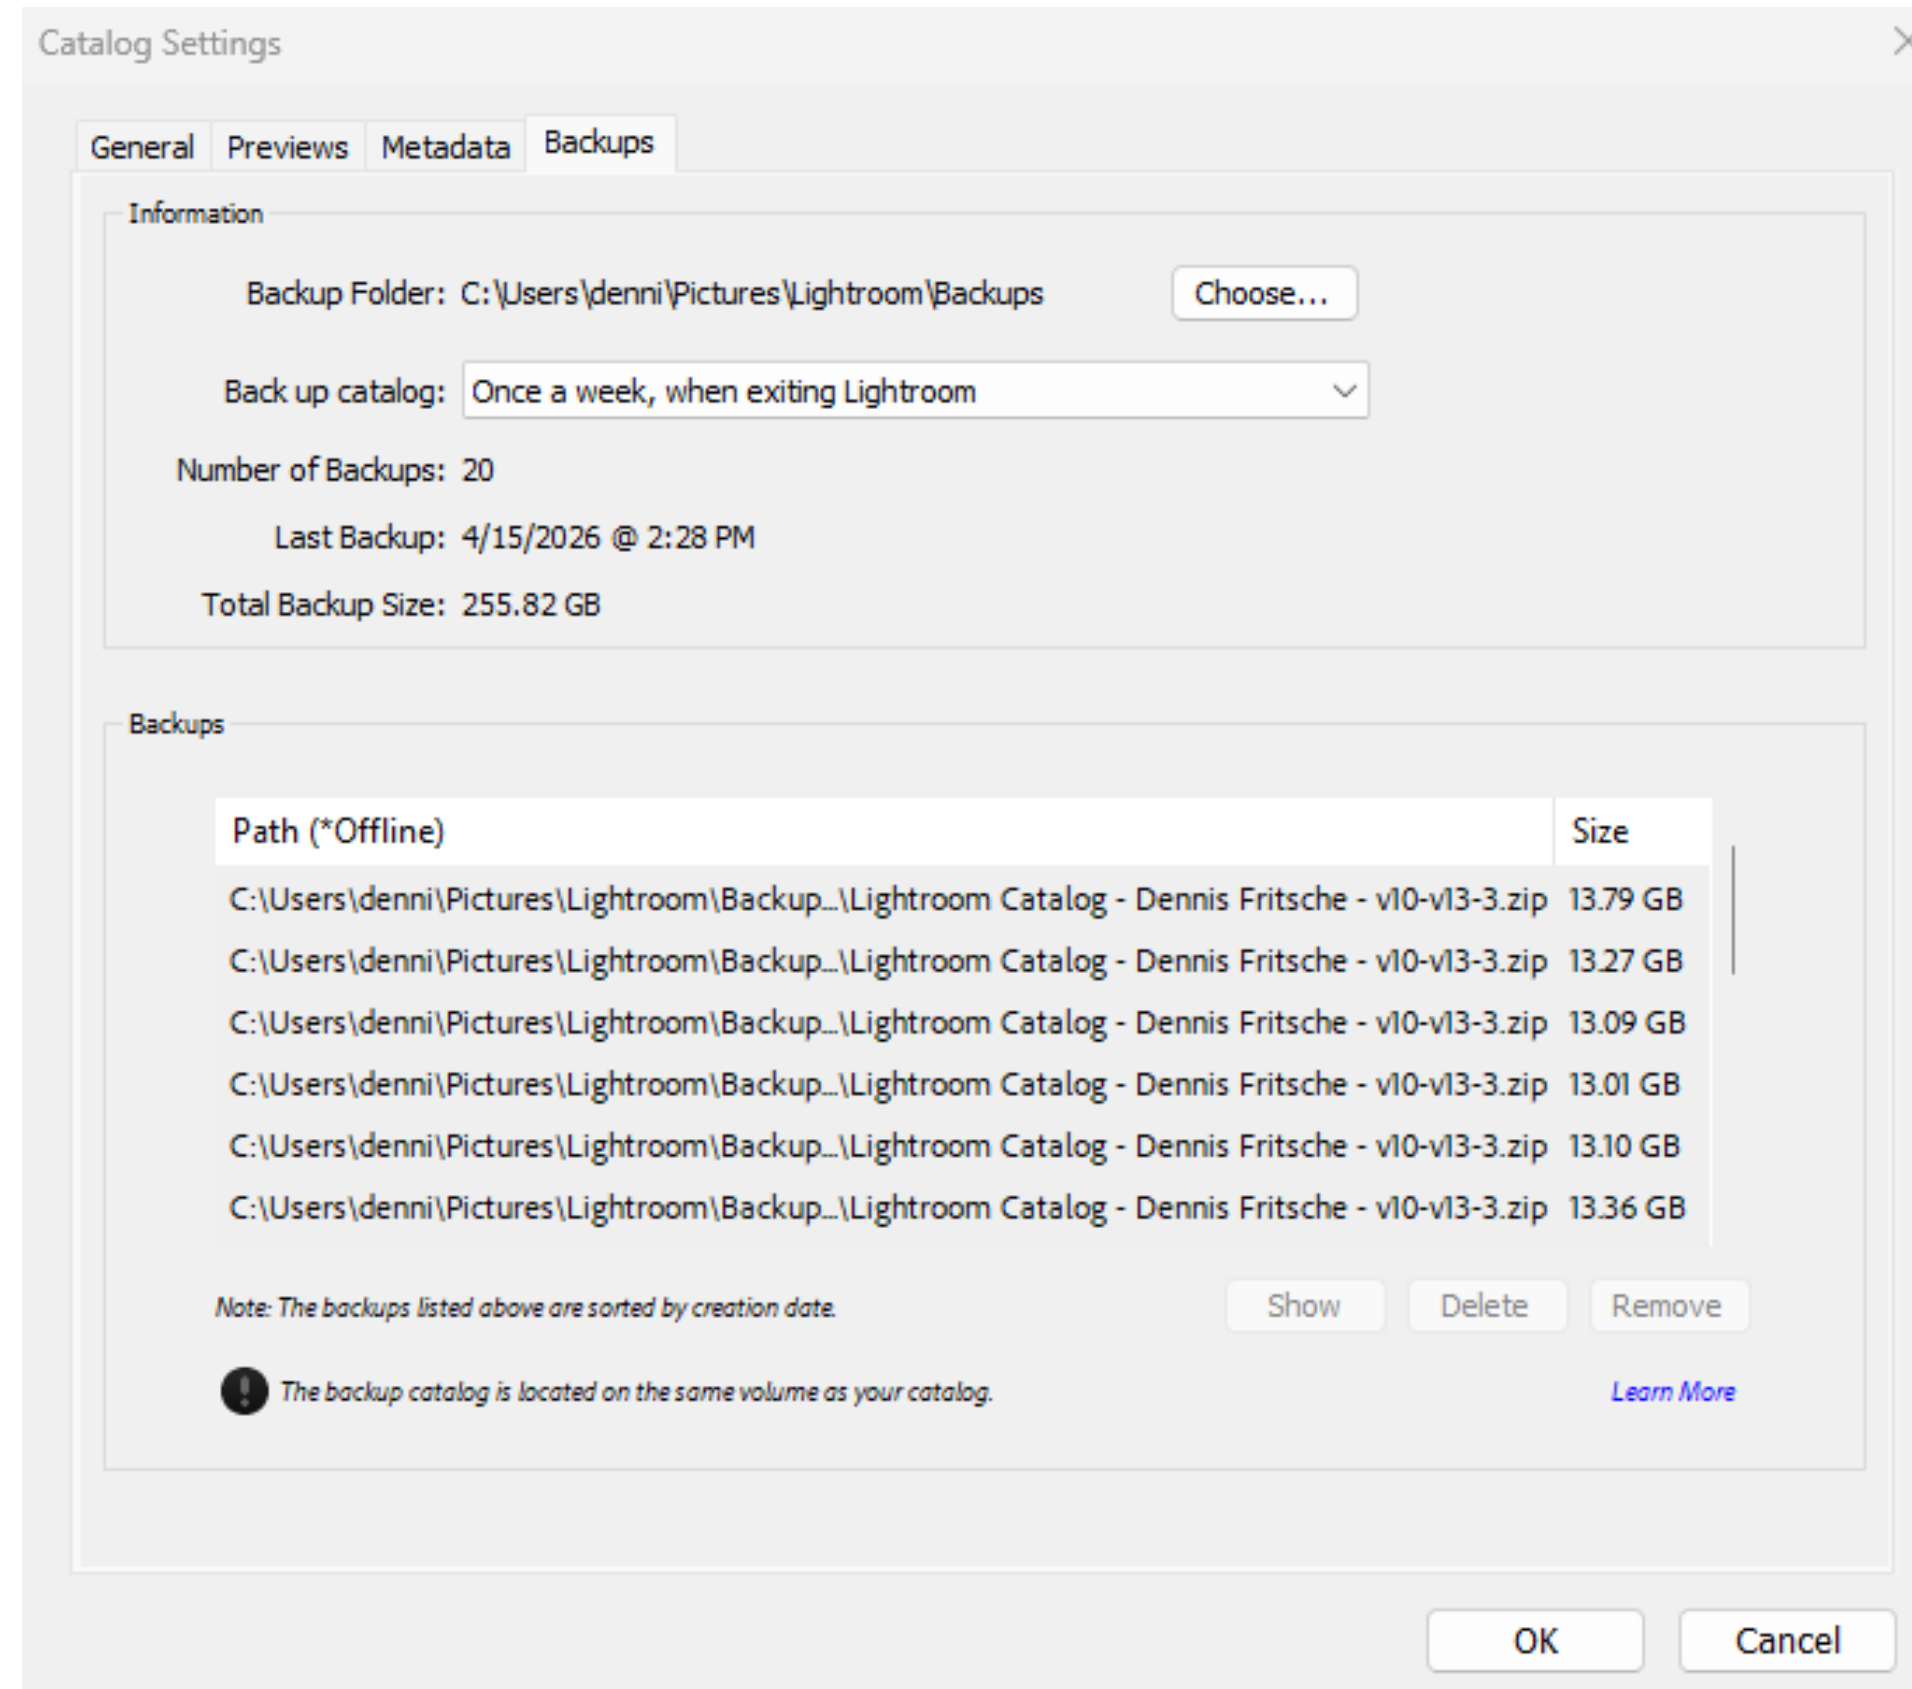 Catalog Settings
General Previews Metadata Backups
Information
Backup Folder: C:\Users\denni\Pictures\Lightroom\Backups Choose...
Back up catalog: Once a week, when exiting Lightroom
Number of Backups: 20
Last Backup: 4/15/2026 @ 2:28 PM
Total Backup Size: 255.82 GB
Backups
Path (*Offline) Size
C:\Users\denni\Pictures\Lightroom\Backup...\Lightroom Catalog - Dennis Fritsche - v10-v13-3.zip 13.79 GB
C:\Users\denni\Pictures\Lightroom\Backup...\Lightroom Catalog - Dennis Fritsche - v10-v13-3.zip 13.27 GB
C:\Users\denni\Pictures\Lightroom\Backup...\Lightroom Catalog - Dennis Fritsche - v10-v13-3.zip 13.09 GB
C:\Users\denni\Pictures\Lightroom\Backup...\Lightroom Catalog - Dennis Fritsche - v10-v13-3.zip 13.01 GB
C:\Users\denni\Pictures\Lightroom\Backup...\Lightroom Catalog - Dennis Fritsche - v10-v13-3.zip 13.10 GB
C:\Users\denni\Pictures\Lightroom\Backup...\Lightroom Catalog - Dennis Fritsche - v10-v13-3.zip 13.36 GB
Note: The backups listed above are sorted by creation date. Show Delete Remove
The backup catalog is located on the same volume as your catalog. Learn More
OK Cancel